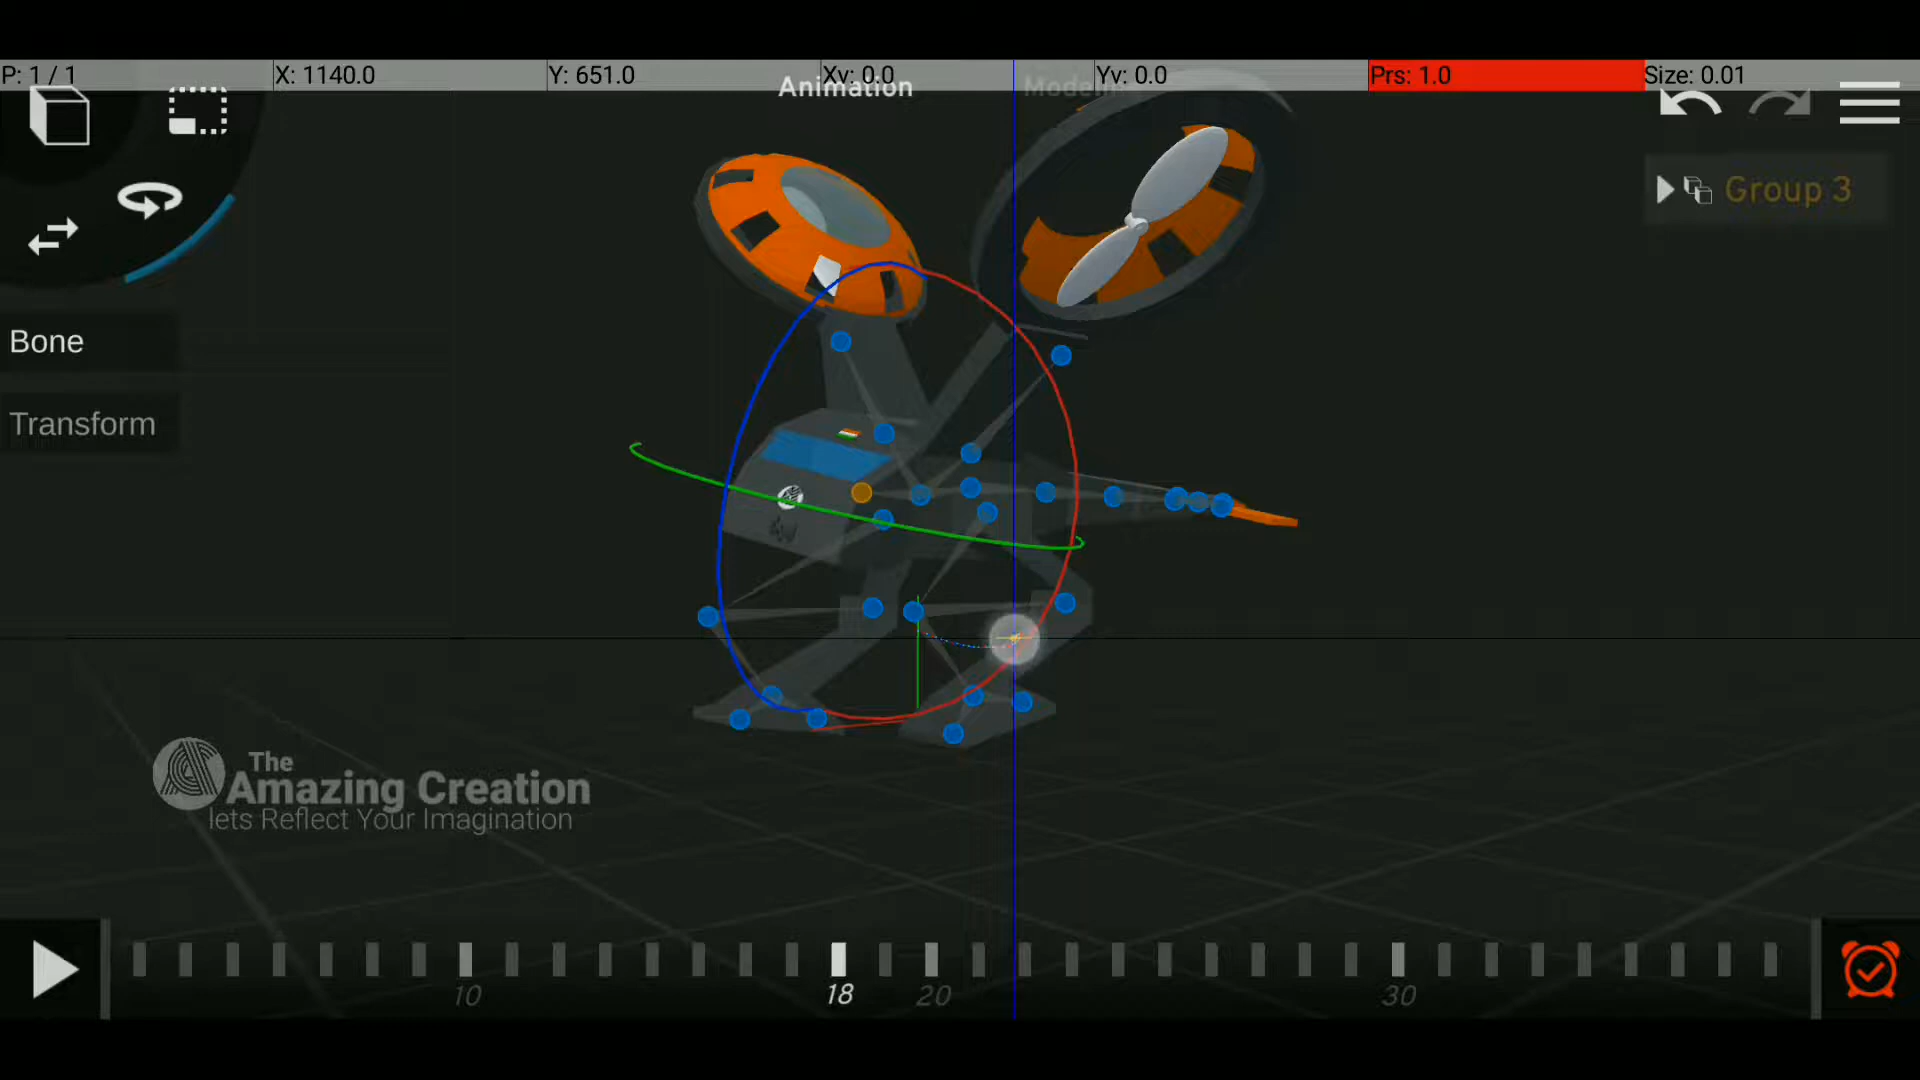 P: 1 / 1
X: 1140.0
Y: 651.0
Xv: 0.0
Yv: 0.0
Prs: 1.0
Size: 0.01
Animation
Group 3
Bone
Transform
The
Amazing Creation
lets Reflect Your Imagination
10
18
20
30